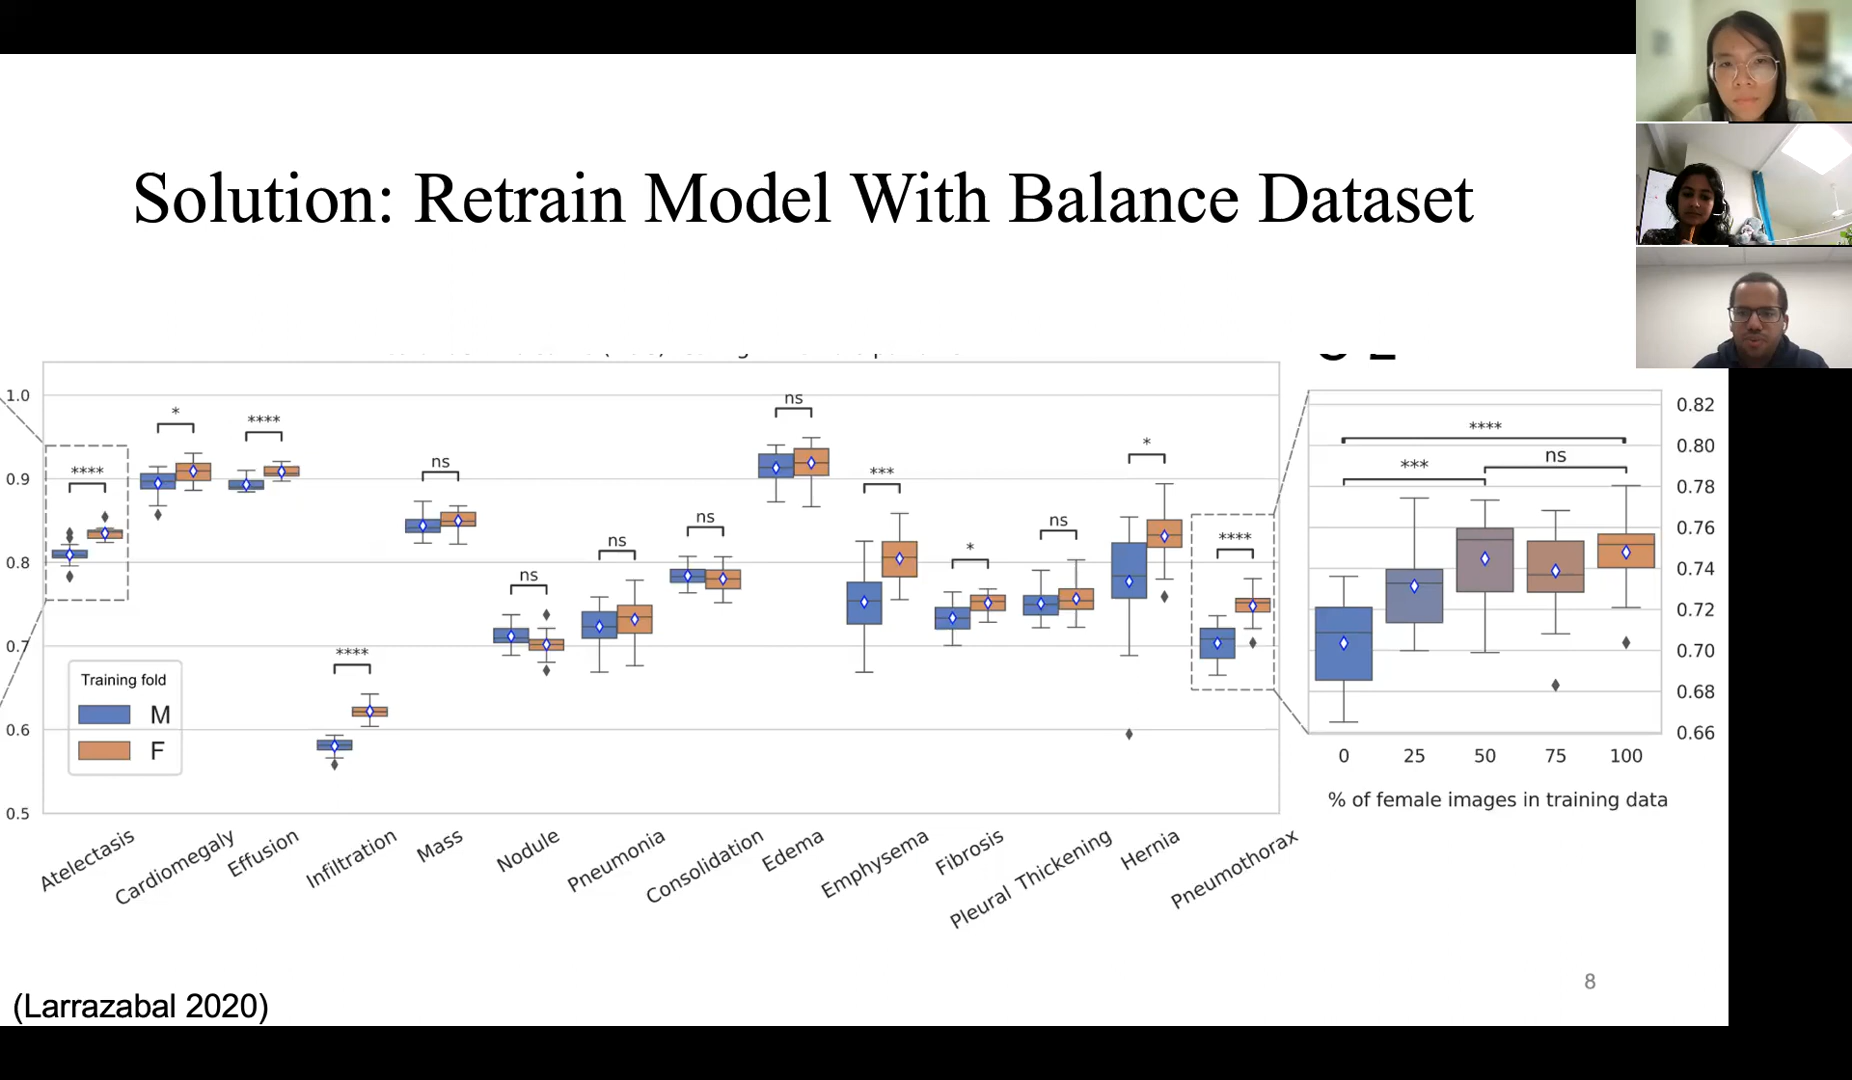 Solution: Retrain Model With Balance Dataset
1.0
0.9
0.8
0.7
0.6
0.5
****
*
****
****
ns
ns
ns
ns
ns
***
*
ns
*
****
Training fold
M
F
Atelectasis
Cardiomegaly
Effusion
Infiltration
Mass
Nodule
Pneumonia
Consolidation
Edema
Emphysema
Fibrosis
Pleural Thickening
Hernia
Pneumothorax
****
***
ns
0.82
0.80
0.78
0.76
0.74
0.72
0.70
0.68
0.66
0 25 50 75 100
% of female images in training data
8
(Larrazabal 2020)